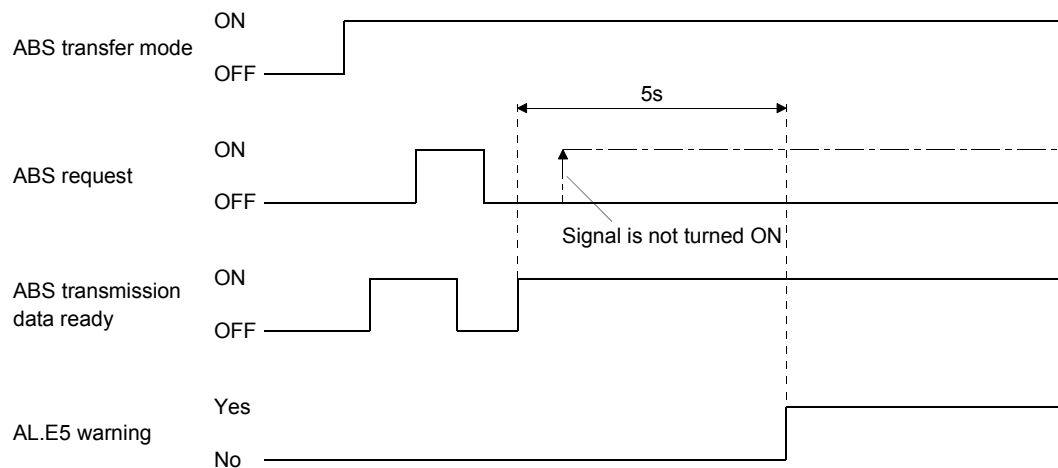 ON
ABS transfer mode
OFF
5s
ON
ABS request
OFF
Signal is not turned ON
ON
ABS transmission
data ready
OFF
Yes
AL.E5 warning
No